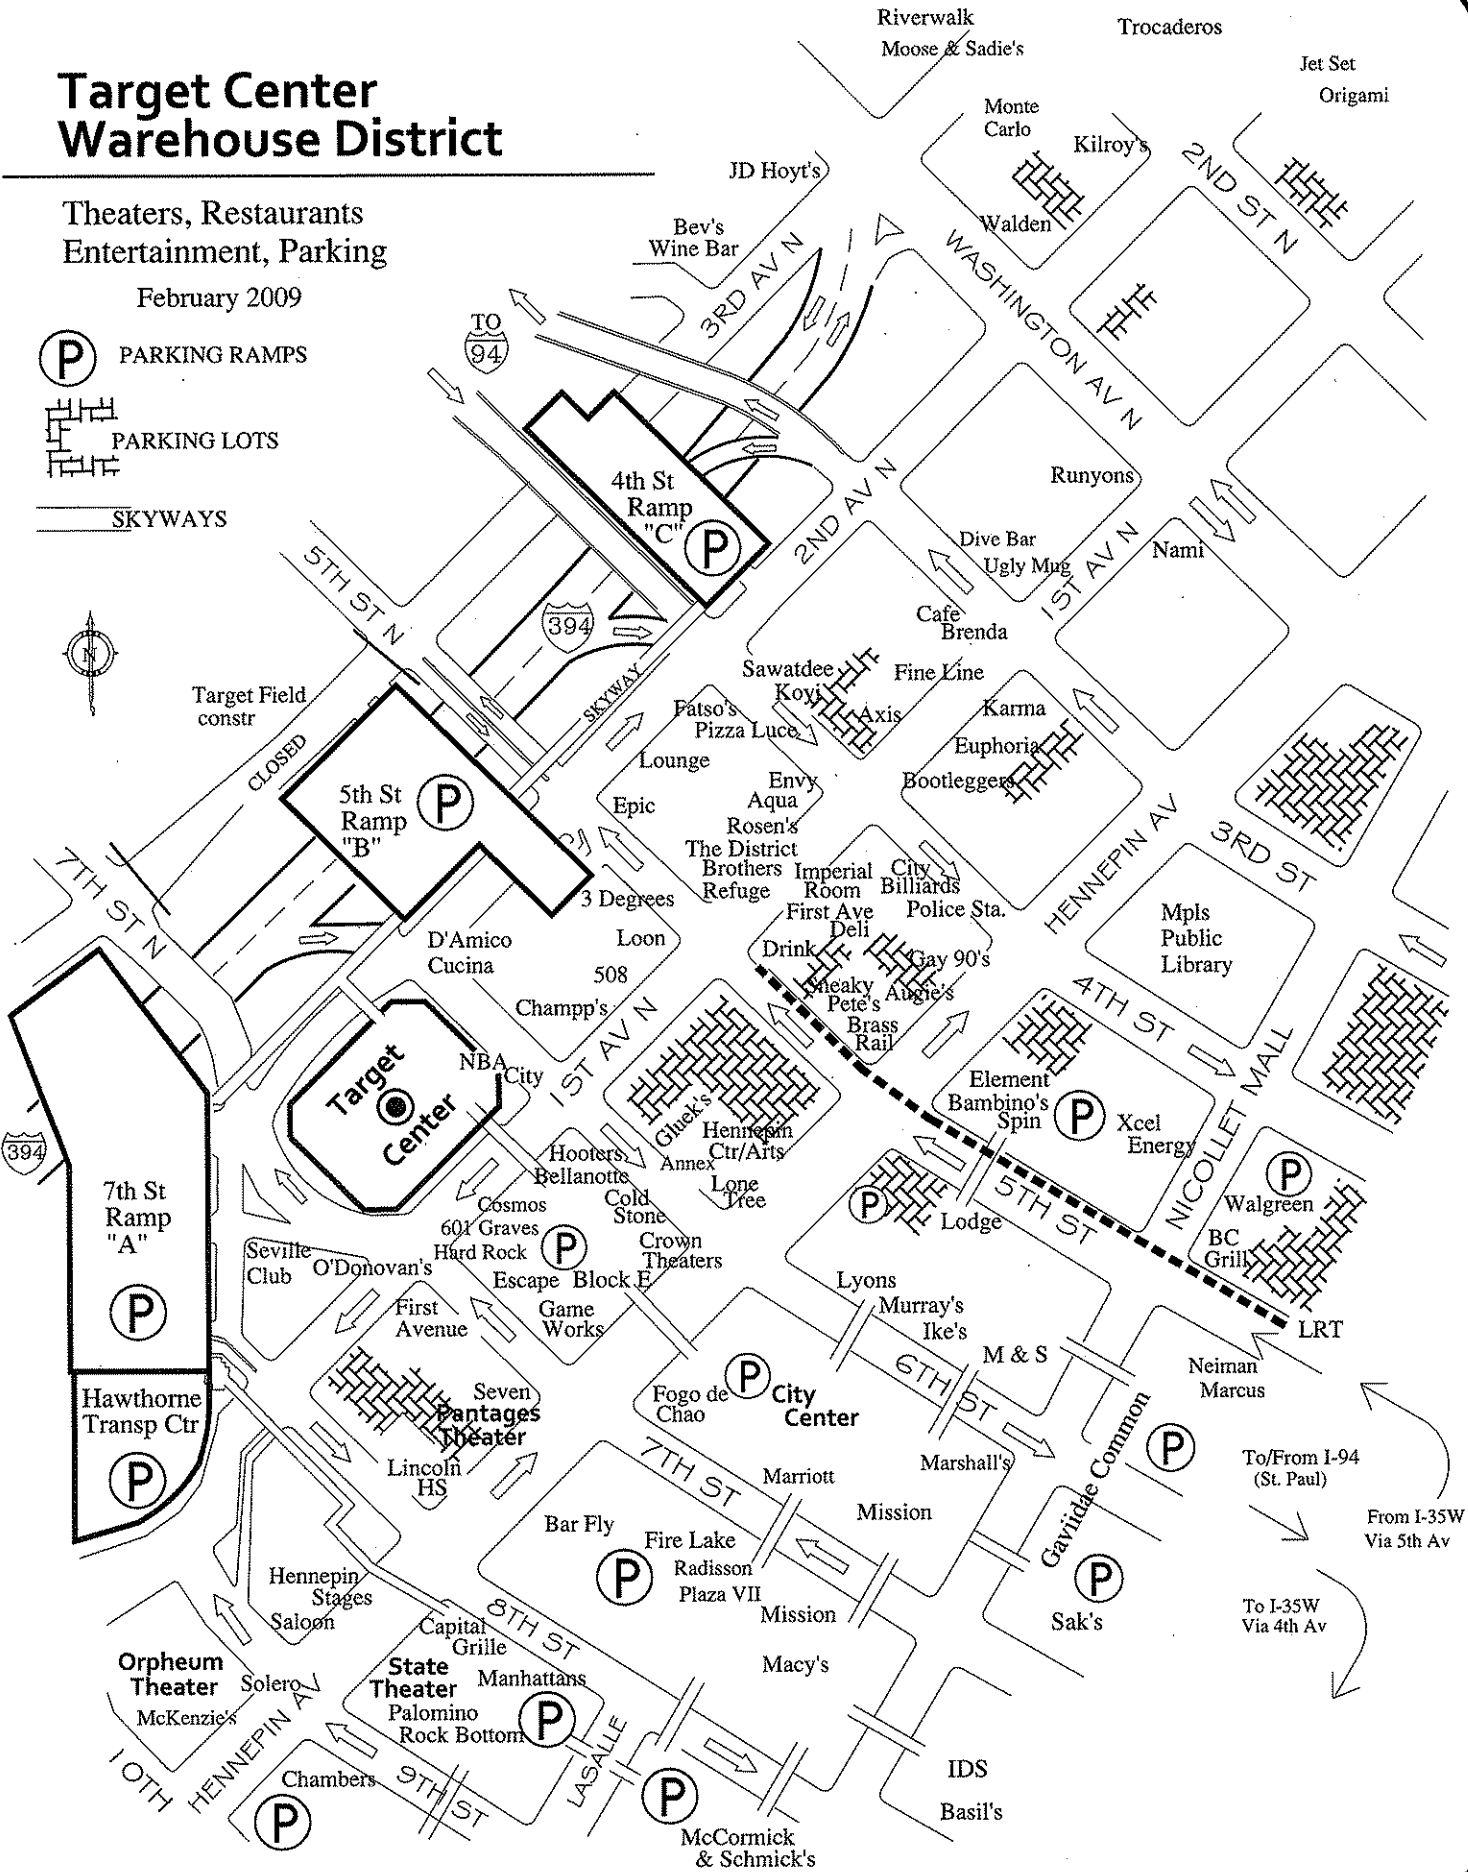 Riverwalk
Moose & Sadie's
Trocaderos
Jet Set
Origami
Target Center
Warehouse District
Theaters, Restaurants
Entertainment, Parking
February 2009
P PARKING RAMPS
PARKING LOTS
SKYWAYS
N
Monte
Carlo
Kilroy's
JD Hoyt's
Walden
Bev's
Wine Bar
2ND ST N
3RD AV N
WASHINGTON AV N
TO
94
4th St
Ramp
"C"
P
2ND AV N
Runyons
Dive Bar
Ugly Mug
1ST AV N
Nami
5TH ST N
394
Cafe
Brenda
SKYWAY
Sawatdee
Koyi
Fine Line
Axis
Target Field
constr
CLOSED
Fatso's
Pizza Luce
Lounge
Karma
Euphoria
Bootleggers
5th St
Ramp
"B"
P
Epic
Envy
Aqua
Rosen's
The District
Brothers
Refuge
Imperial
Room
City
Billiards
First Ave
Deli
Police Sta.
HENNEPIN AV
3RD ST
7TH ST N
3 Degrees
Loon
D'Amico
Cucina
508
Champp's
Drink
Gay 90's
Sneaky
Pete's
Augie's
Brass
Rail
Mpls
Public
Library
4TH ST
1ST AV N
NBA
City
Target
Center
Gluek's
Hennepin
Ctr/Arts
Annex
Lone
Tree
Element
Bambino's
Spin
P
Xcel
Energy
NICOLLET MALL
394
7th St
Ramp
"A"
P
Hooters
Bellanotte
Cosmos
601 Graves
Hard Rock
P
Cold
Stone
Crown
Theaters
Escape
Block E
Game
Works
P
Lodge
5TH ST
P
Walgreen
BC
Grill
LRT
Seville
Club
O'Donovan's
First
Avenue
Lyons
Murray's
Ike's
M & S
6TH ST
Neiman
Marcus
Hawthorne
Transp Ctr
P
Seven
Pantages
Theater
Lincoln
HS
Fogo de
Chao
P
City
Center
7TH ST
Marriott
Marshall's
Mission
Gaviidae Common
P
To/From I-94
(St. Paul)
From I-35W
Via 5th Av
Bar Fly
Fire Lake
P
Radisson
Plaza VII
Mission
P
Sak's
To I-35W
Via 4th Av
Hennepin
Stages
Saloon
8TH ST
Capital
Grille
Macy's
Orpheum
Theater
Solero
McKenzie's
State
Theater
Manhattans
Palomino
Rock Bottom
P
HENNEPIN AV
LASALLE
10TH
Chambers
P
9TH ST
P
McCormick
& Schmick's
IDS
Basil's